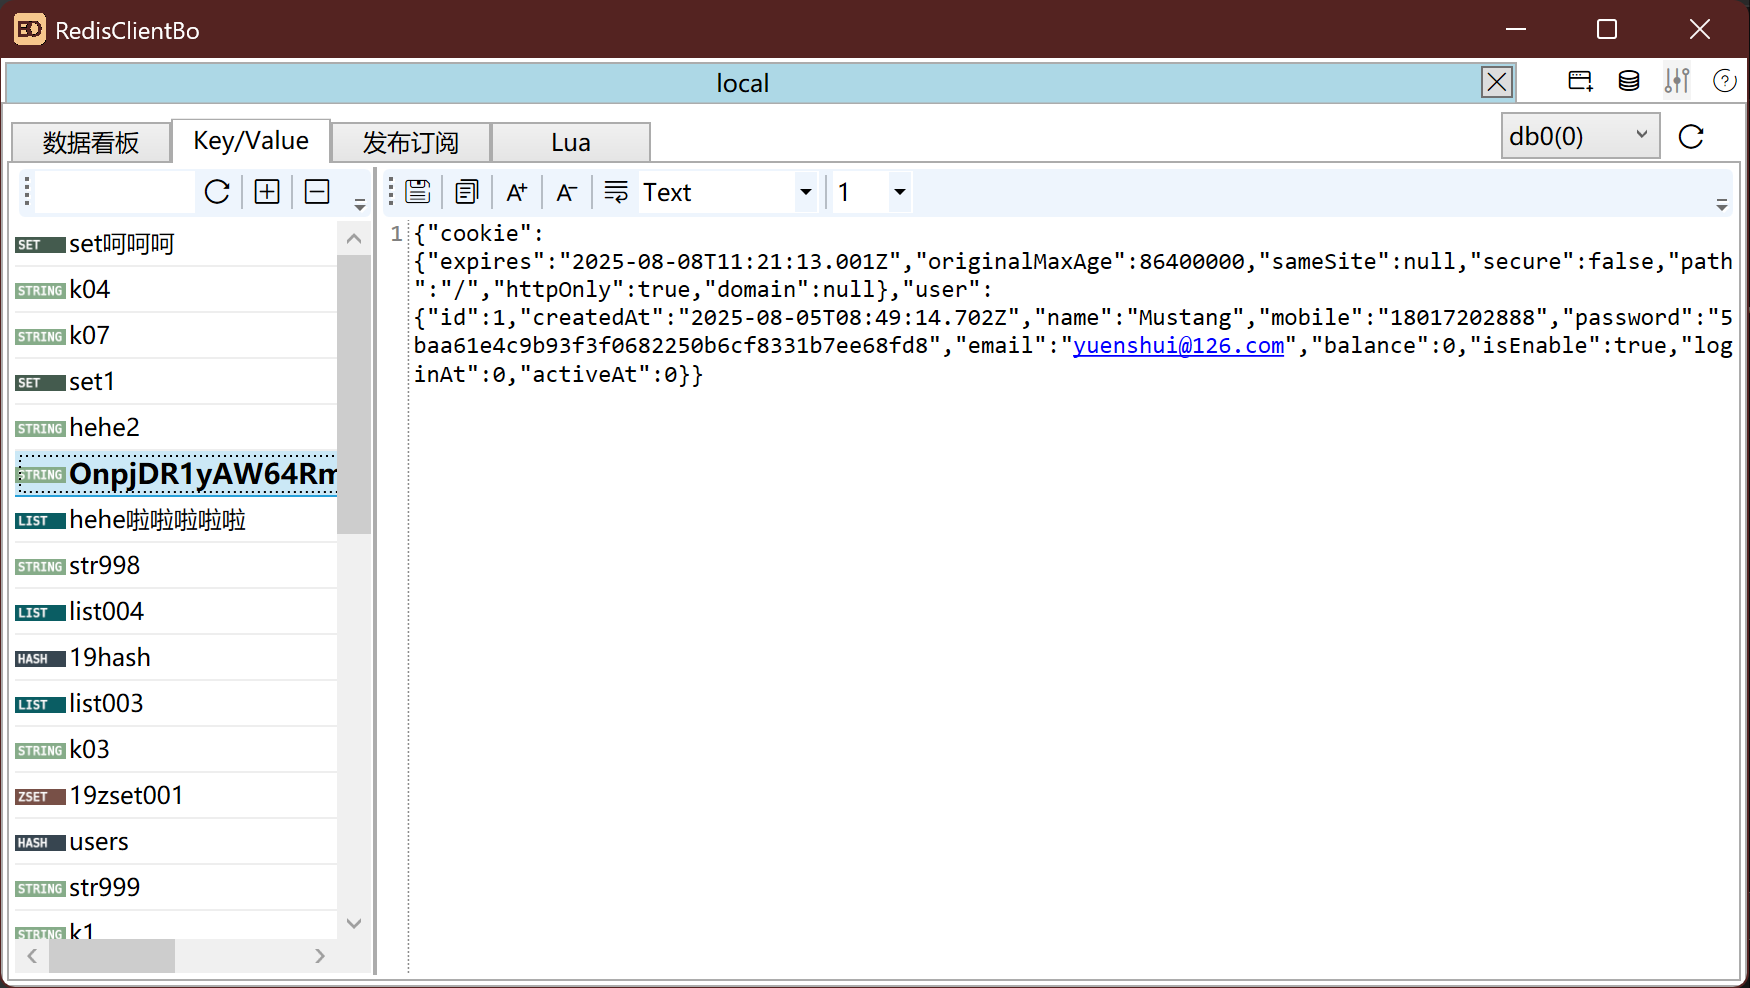 BO RedisClientBo
local
数据看板 Key/Value 发布订阅 Lua db0(0)
A+ A- Text 1
SET set呵呵呵
STRING k04
STRING k07
SET set1
STRING hehe2
STRING OnpjDR1yAW64Rm
LIST hehe啦啦啦啦啦
STRING str998
LIST list004
HASH 19hash
LIST list003
STRING k03
ZSET 19zset001
HASH users
STRING str999
STRING k1
1 {"cookie":
{"expires":"2025-08-08T11:21:13.001Z","originalMaxAge":86400000,"sameSite":null,"secure":false,"path
":"/","httpOnly":true,"domain":null},"user":
{"id":1,"createdAt":"2025-08-05T08:49:14.702Z","name":"Mustang","mobile":"18017202888","password":"5
baa61e4c9b93f3f0682250b6cf8331b7ee68fd8","email":"yuenshui@126.com","balance":0,"isEnable":true,"log
inAt":0,"activeAt":0}}